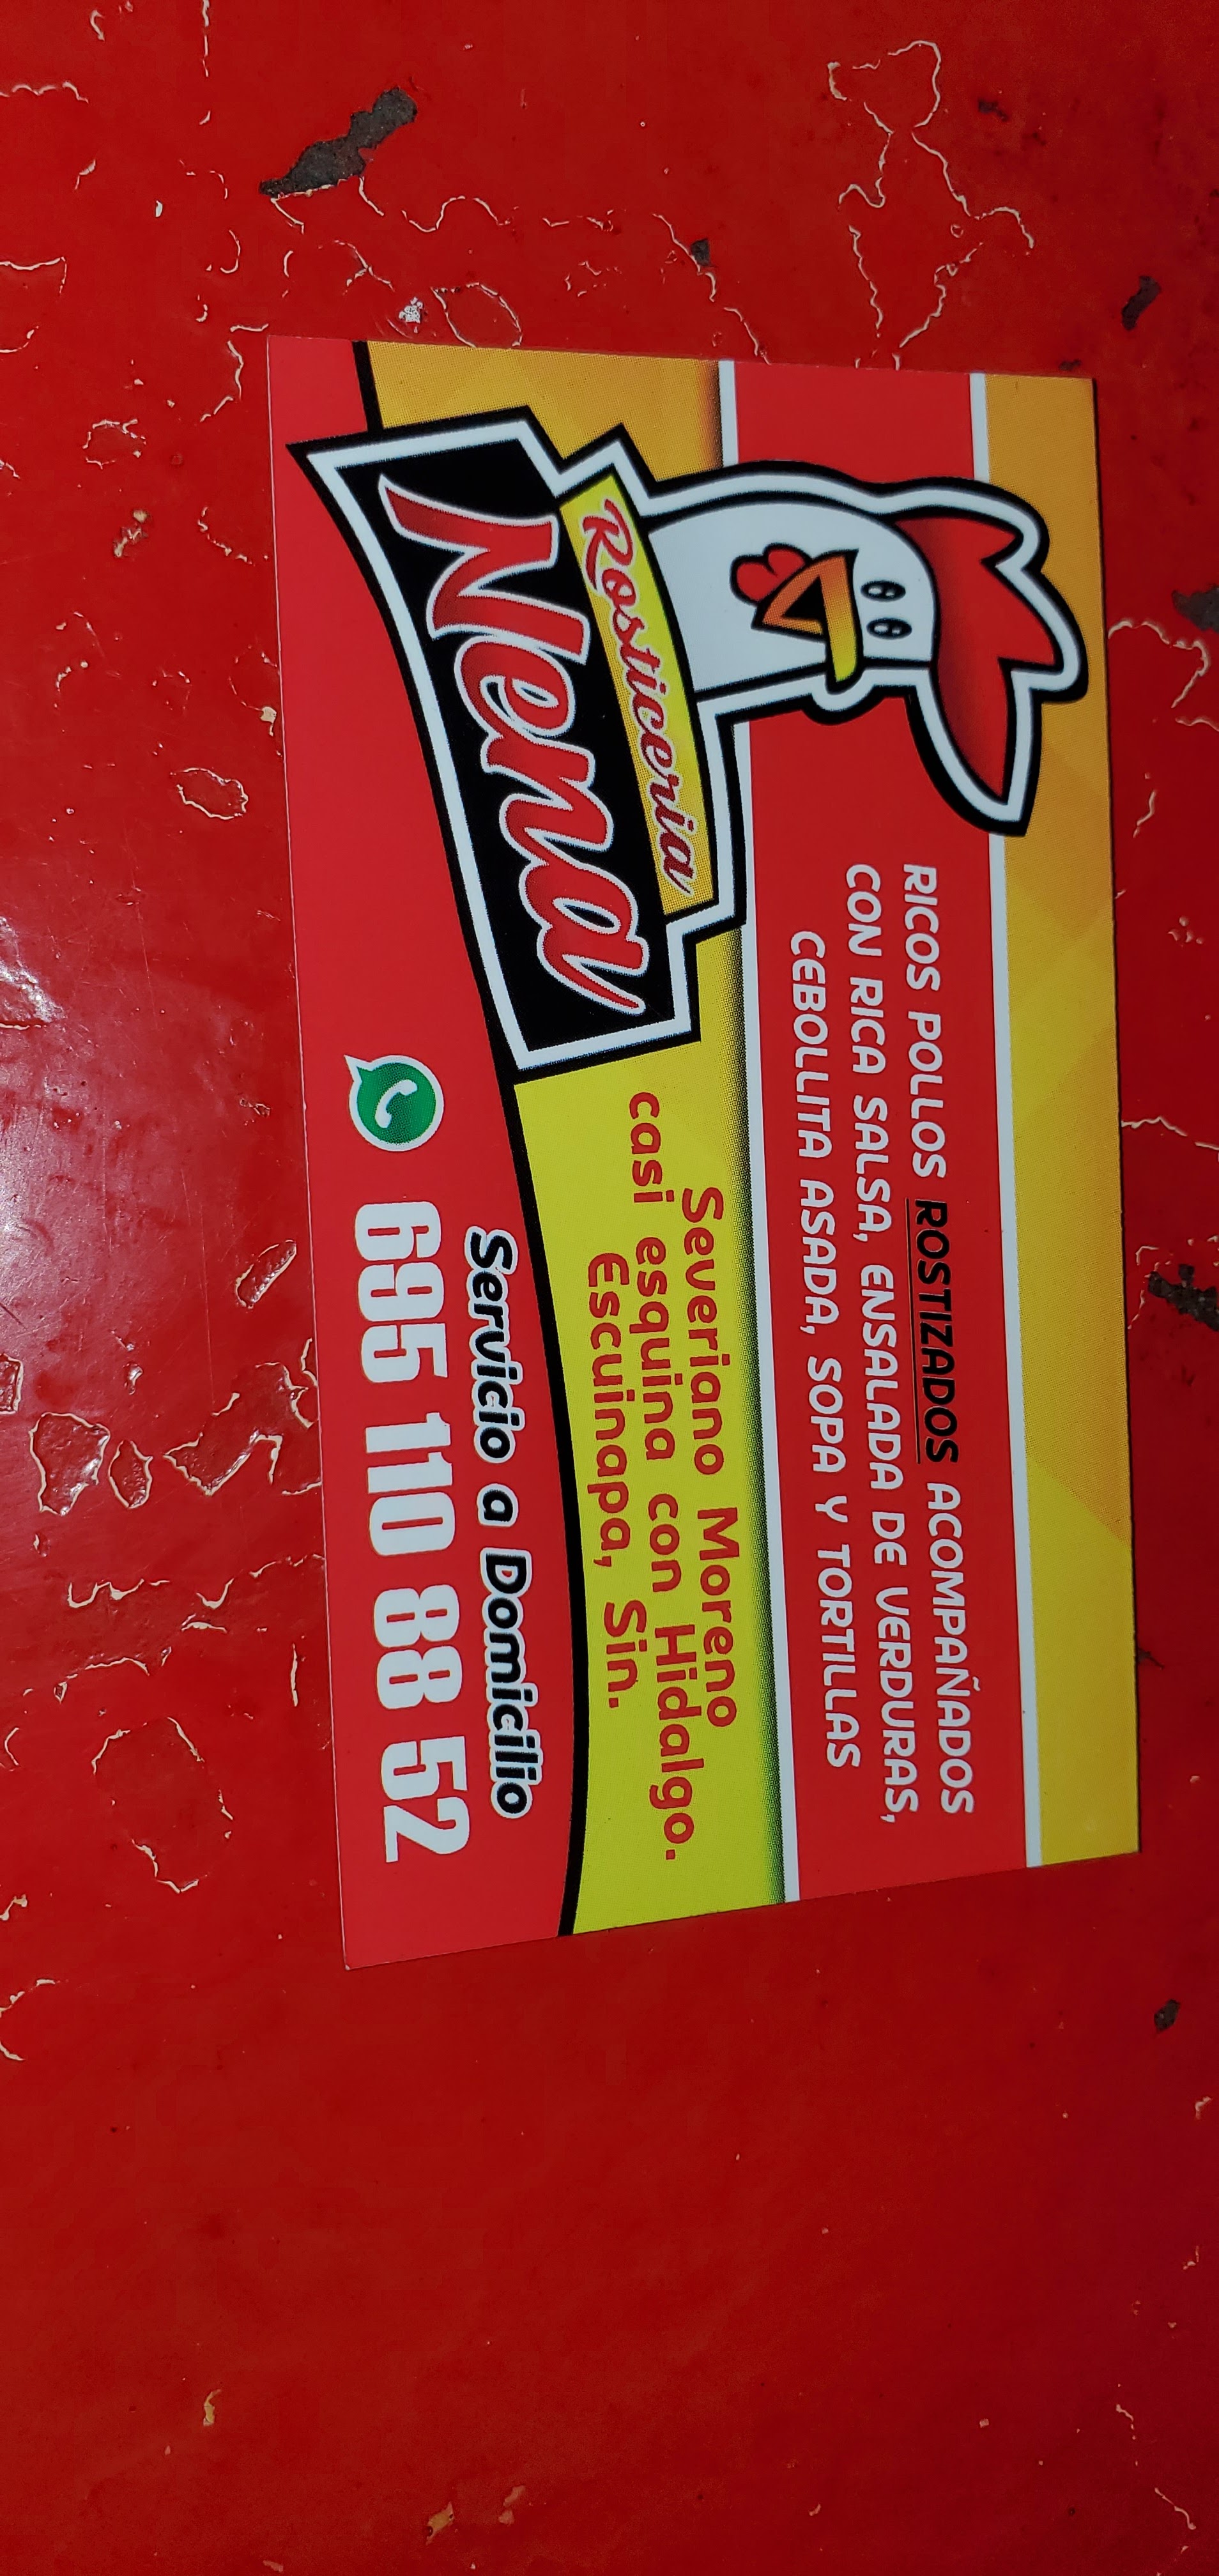 RICOS POLLOS ROSTIZADOS ACOMPAÑADOS
CON RICA SALSA, ENSALADA DE VERDURAS,
CEBOLLITA ASADA, SOPA Y TORTILLAS
Rosticeria
Nena
Severiano Moreno
casi esquina con Hidalgo.
Escuinapa, Sin.
Servicio a Domicilio
695 110 88 52